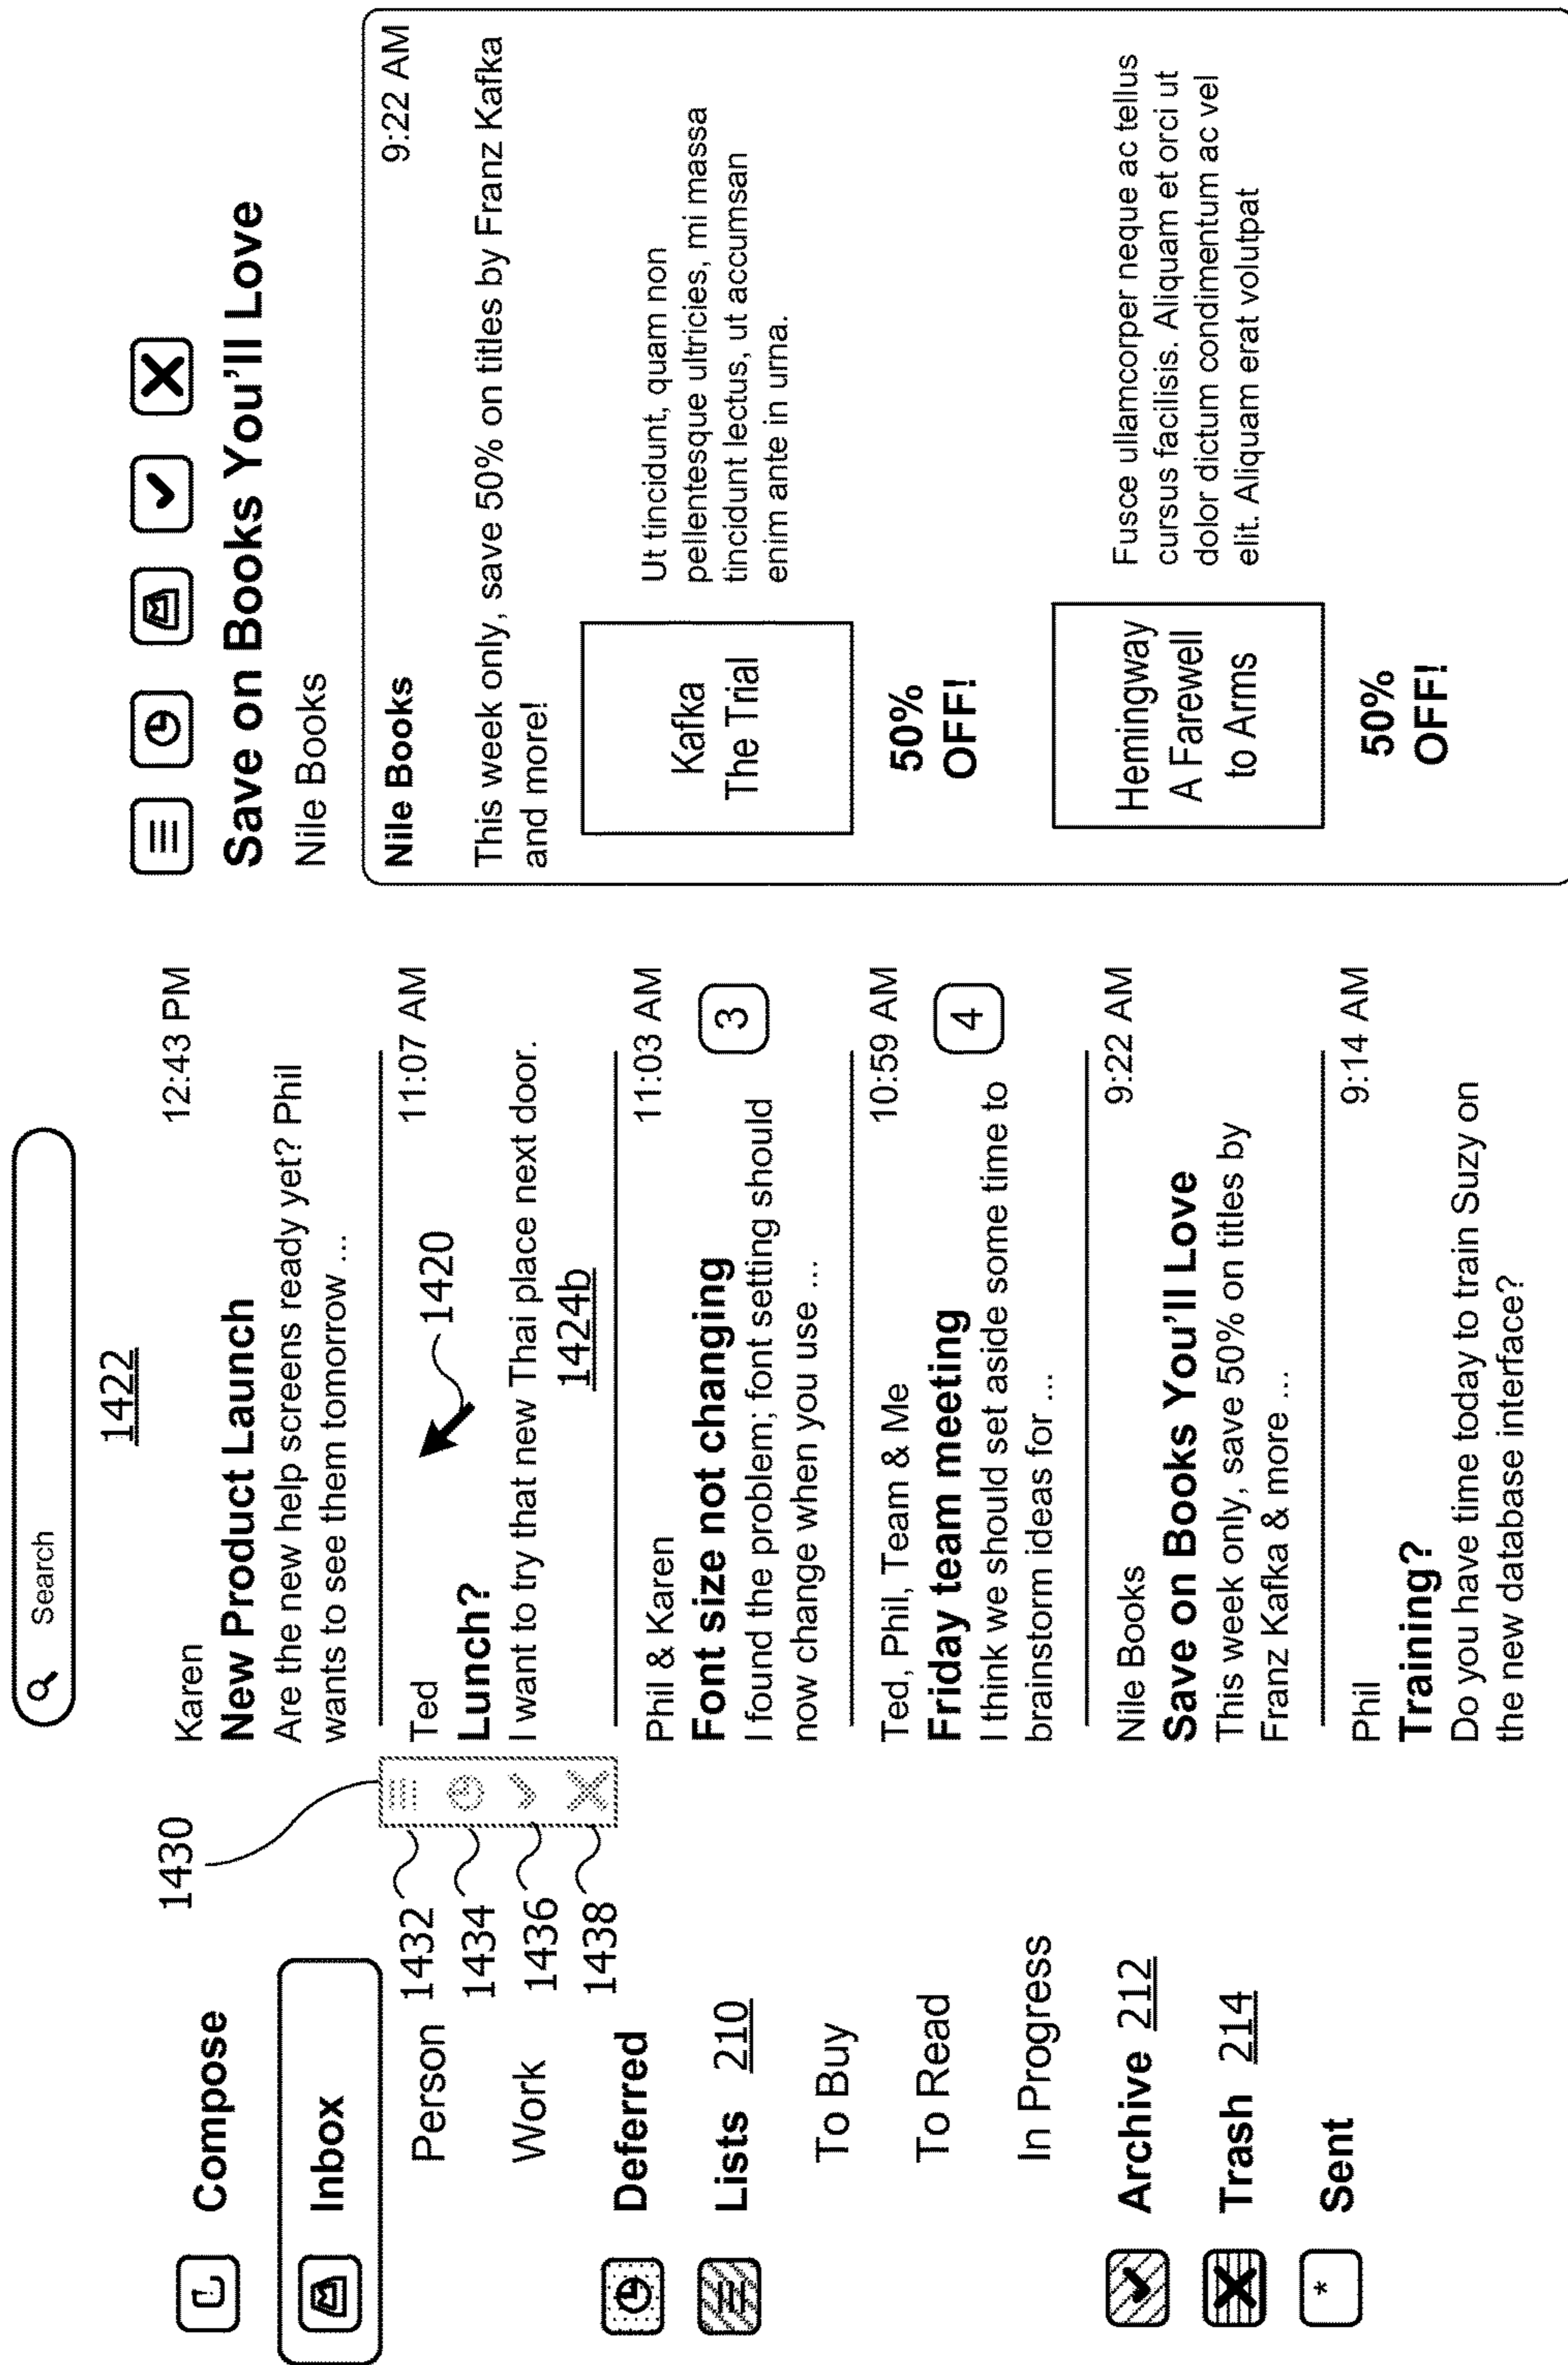 Search
1422
Compose
Inbox
Person
Work
Deferred
Lists 210
To Buy
To Read
In Progress
Archive 212
Trash 214
* Sent
1430
1432
1434
1436
1438
Karen 12:43 PM
New Product Launch
Are the new help screens ready yet? Phil
wants to see them tomorrow ...
Ted 11:07 AM
1420
Lunch?
I want to try that new Thai place next door.
1424b
Phil & Karen 11:03 AM
Font size not changing 3
I found the problem; font setting should
now change when you use ...
Ted, Phil, Team & Me 10:59 AM
Friday team meeting 4
I think we should set aside some time to
brainstorm ideas for ...
Nile Books 9:22 AM
Save on Books You'll Love
This week only, save 50% on titles by
Franz Kafka & more ...
Phil 9:14 AM
Training?
Do you have time today to train Suzy on
the new database interface?
Save on Books You'll Love
Nile Books
Nile Books 9:22 AM
This week only, save 50% on titles by Franz Kafka
and more!
Kafka
The Trial
Ut tincidunt, quam non
pellentesque ultricies, mi massa
tincidunt lectus, ut accumsan
enim ante in urna.
50%
OFF!
Hemingway
A Farewell
to Arms
Fusce ullamcorper neque ac tellus
cursus facilisis. Aliquam et orci ut
dolor dictum condimentum ac vel
elit. Aliquam erat volutpat
50%
OFF!